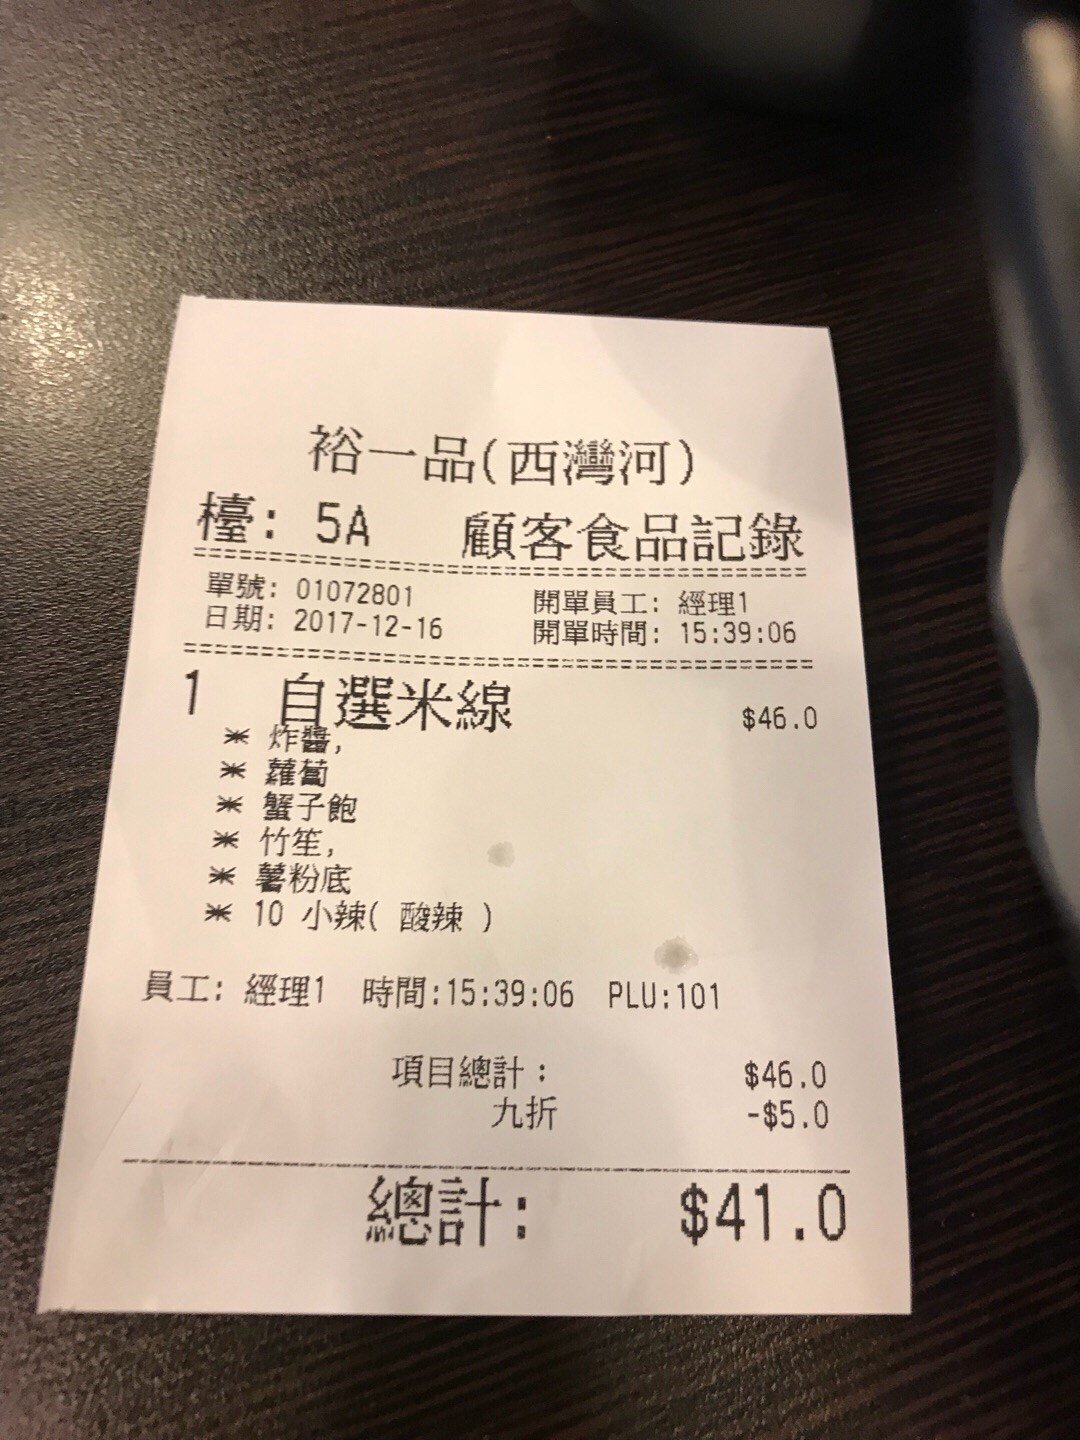 裕一品(西灣河)
檯: 5A 顧客食品記錄
單號: 01072801 開單員工: 經理1
日期: 2017-12-16 開單時間: 15:39:06
1 自選米線 $46.0
* 炸醬,
* 蘿蔔
* 蟹子飽
* 竹笙,
* 薯粉底
* 10 小辣( 酸辣 )
員工: 經理1 時間:15:39:06 PLU:101
項目總計: $46.0
九折 -$5.0
總計: $41.0